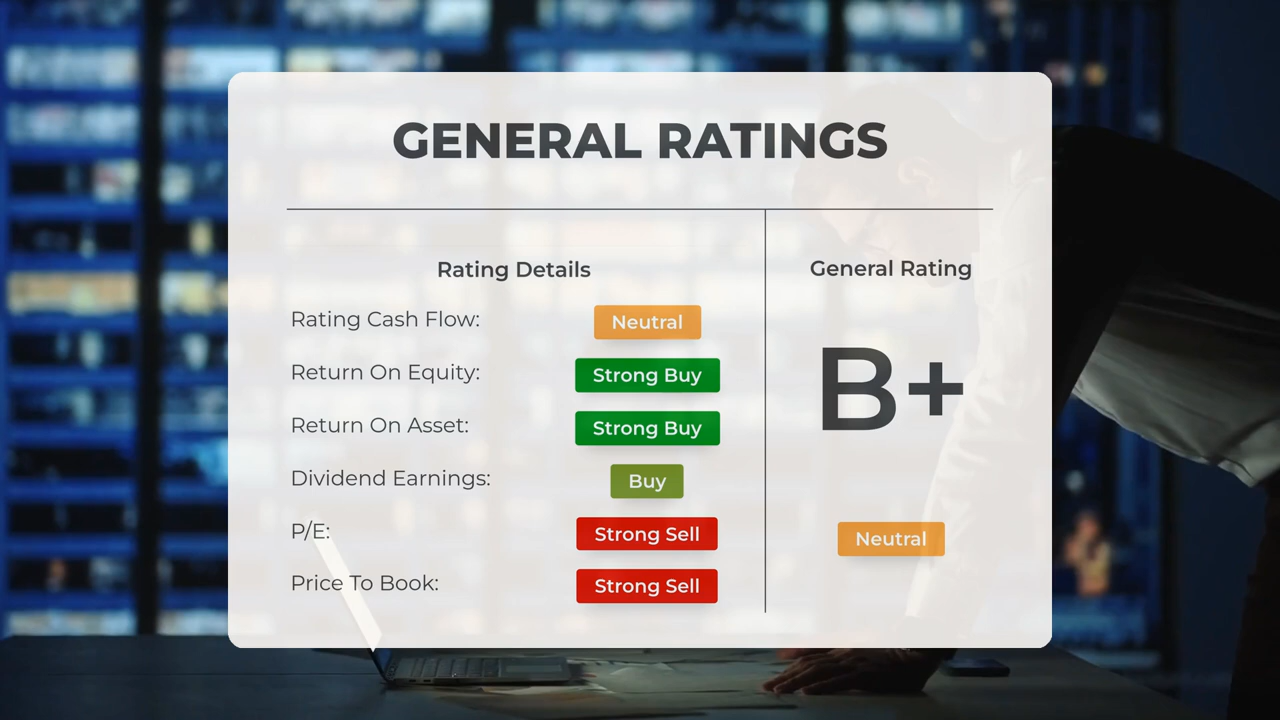 GENERAL RATINGS
Rating Details
Rating Cash Flow: Neutral
Return On Equity: Strong Buy
Return On Asset: Strong Buy
Dividend Earnings: Buy
P/E: Strong Sell
Price To Book: Strong Sell
General Rating
B+
Neutral